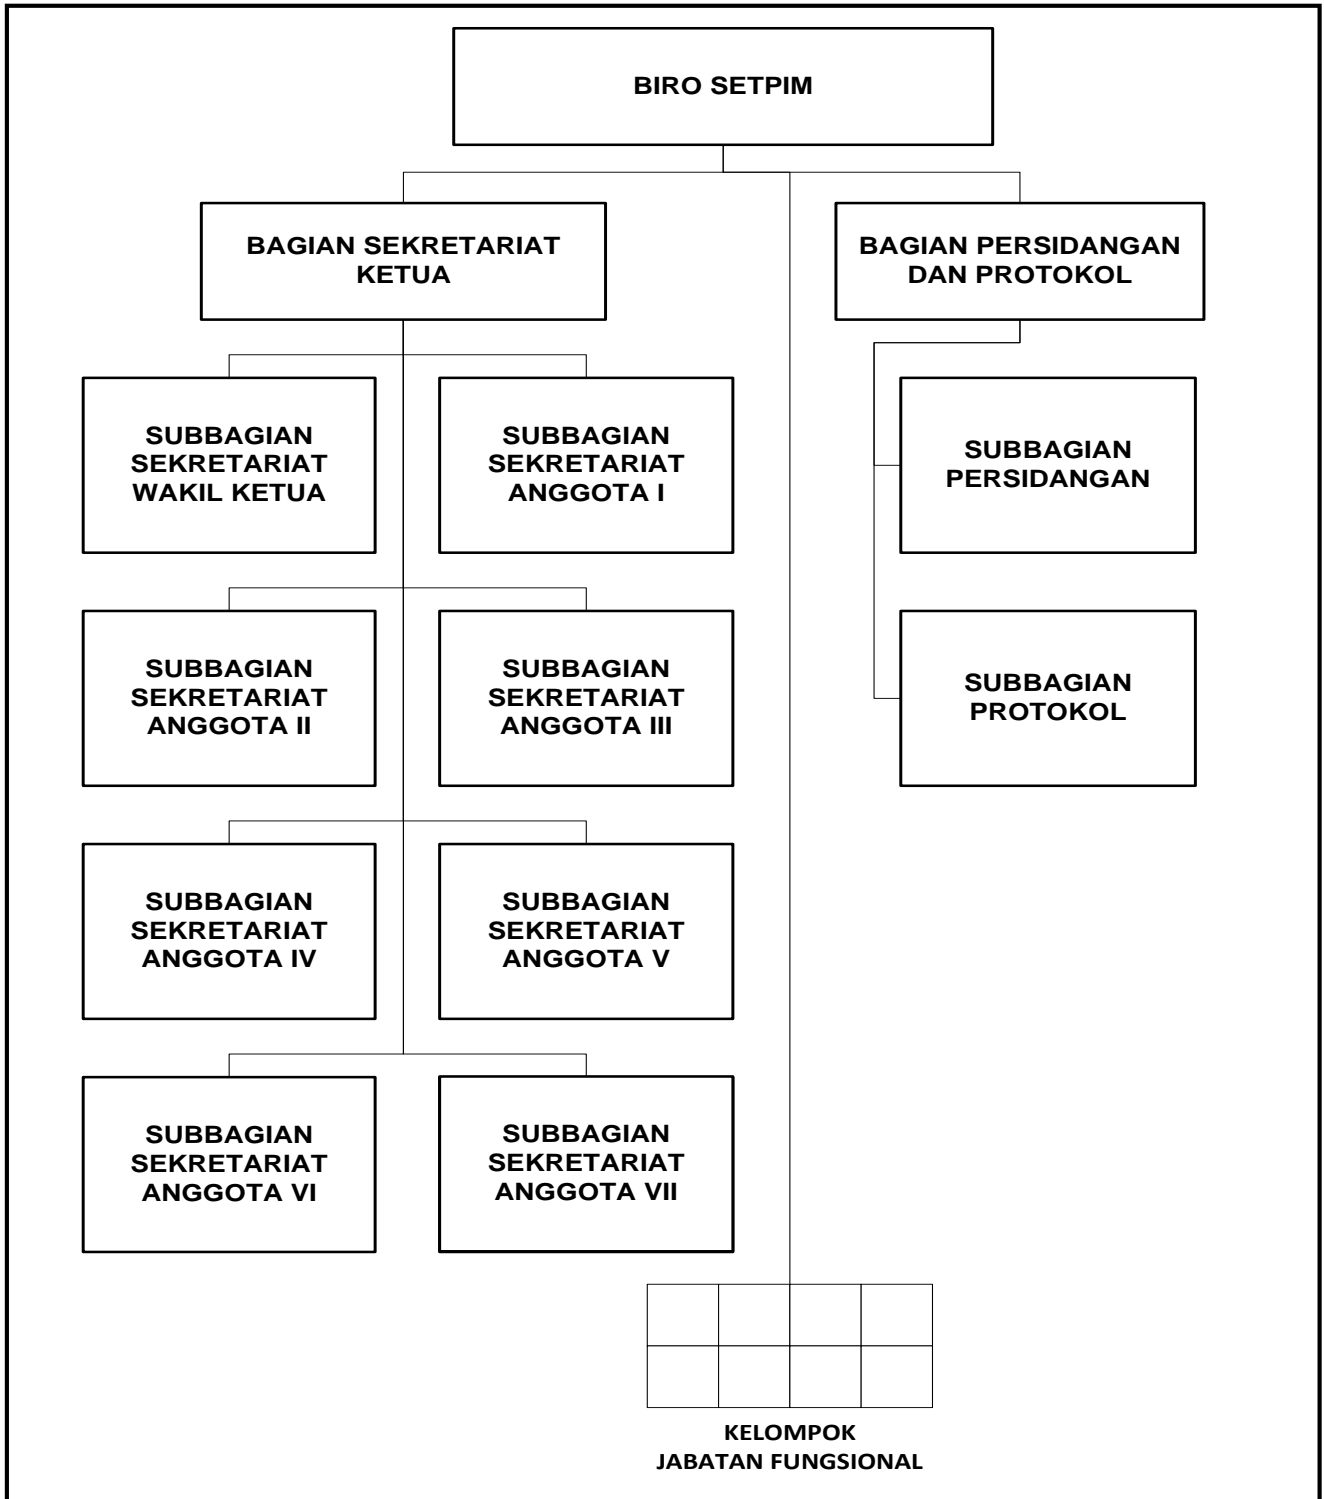 BIRO SETPIM
BAGIAN SEKRETARIAT
KETUA
BAGIAN PERSIDANGAN
DAN PROTOKOL
SUBBAGIAN
SEKRETARIAT
WAKIL KETUA
SUBBAGIAN
SEKRETARIAT
ANGGOTA I
SUBBAGIAN
PERSIDANGAN
SUBBAGIAN
SEKRETARIAT
ANGGOTA II
SUBBAGIAN
SEKRETARIAT
ANGGOTA III
SUBBAGIAN
PROTOKOL
SUBBAGIAN
SEKRETARIAT
ANGGOTA IV
SUBBAGIAN
SEKRETARIAT
ANGGOTA V
SUBBAGIAN
SEKRETARIAT
ANGGOTA VI
SUBBAGIAN
SEKRETARIAT
ANGGOTA VII
KELOMPOK
JABATAN FUNGSIONAL